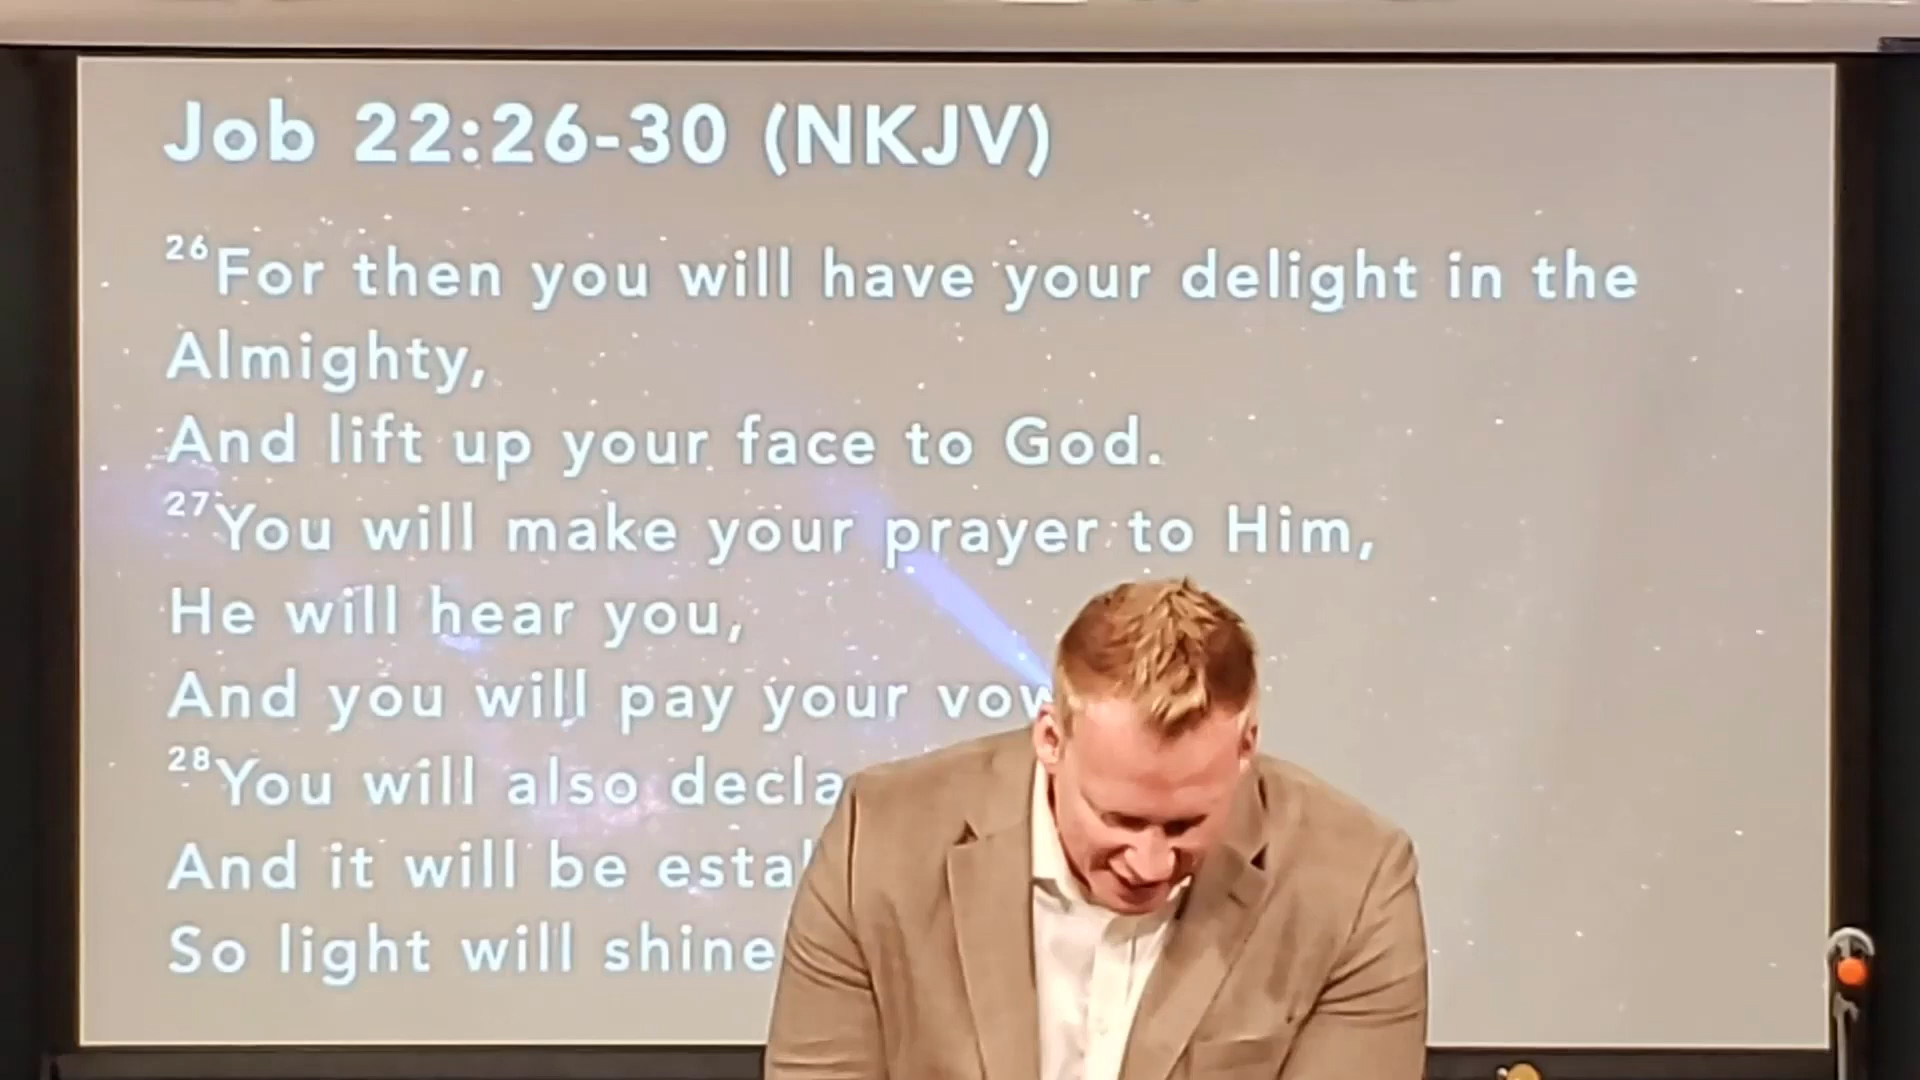 Job 22:26-30 (NKJV)
26For then you will have your delight in the
Almighty,
And lift up your face to God.
27You will make your prayer to Him,
He will hear you,
And you will pay your
28You will also
And it will be
So light will shine